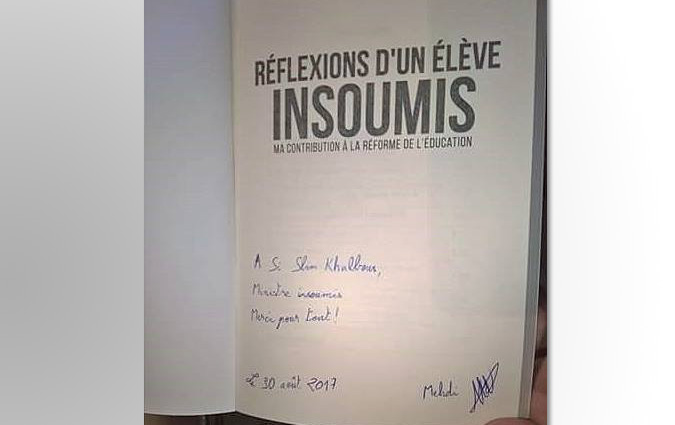 RÉFLEXIONS D'UN ÉLÈVE
INSOUMIS
MA CONTRIBUTION À LA RÉFORME DE L'ÉDUCATION
A Si Slim Khalbous,
Ministre insoumis
Merci pour tout !
Le 30 août 2017
Mehdi